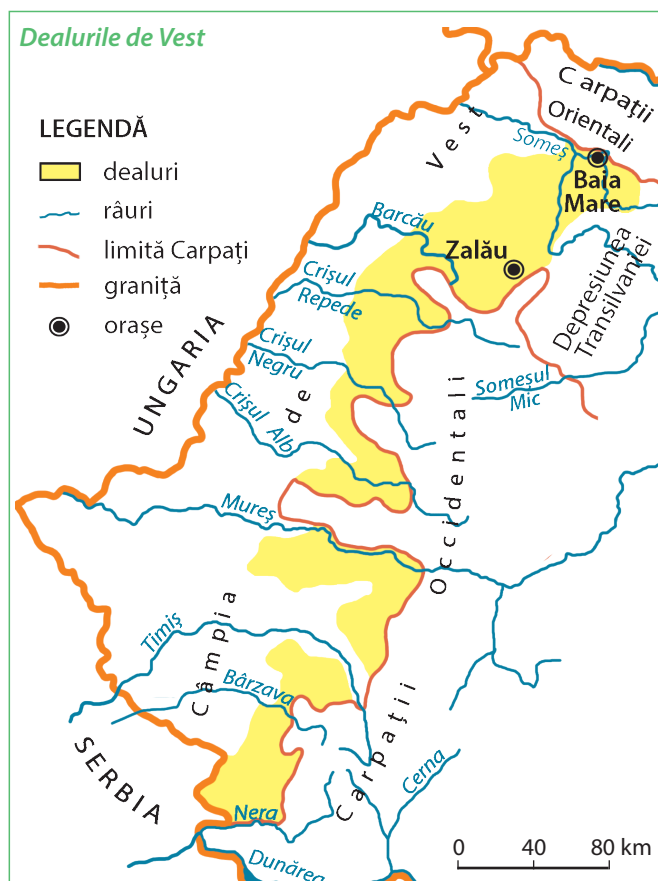 Dealurile de Vest
LEGENDĂ
dealuri
râuri
limită Carpați
graniță
orașe
Carpații
Orientali
Someș
Baia
Mare
Vest
Barcău
Zalău
Depresiunea
Transilvaniei
Crișul
Repede
UNGARIA
Crișul
Negru
de
Someșul
Mic
Crișul Alb
Occidentali
Mureș
Câmpia
Timiș
Bârzava
Carpații
SERBIA
Cerna
Nera
Dunărea
0 40 80 km